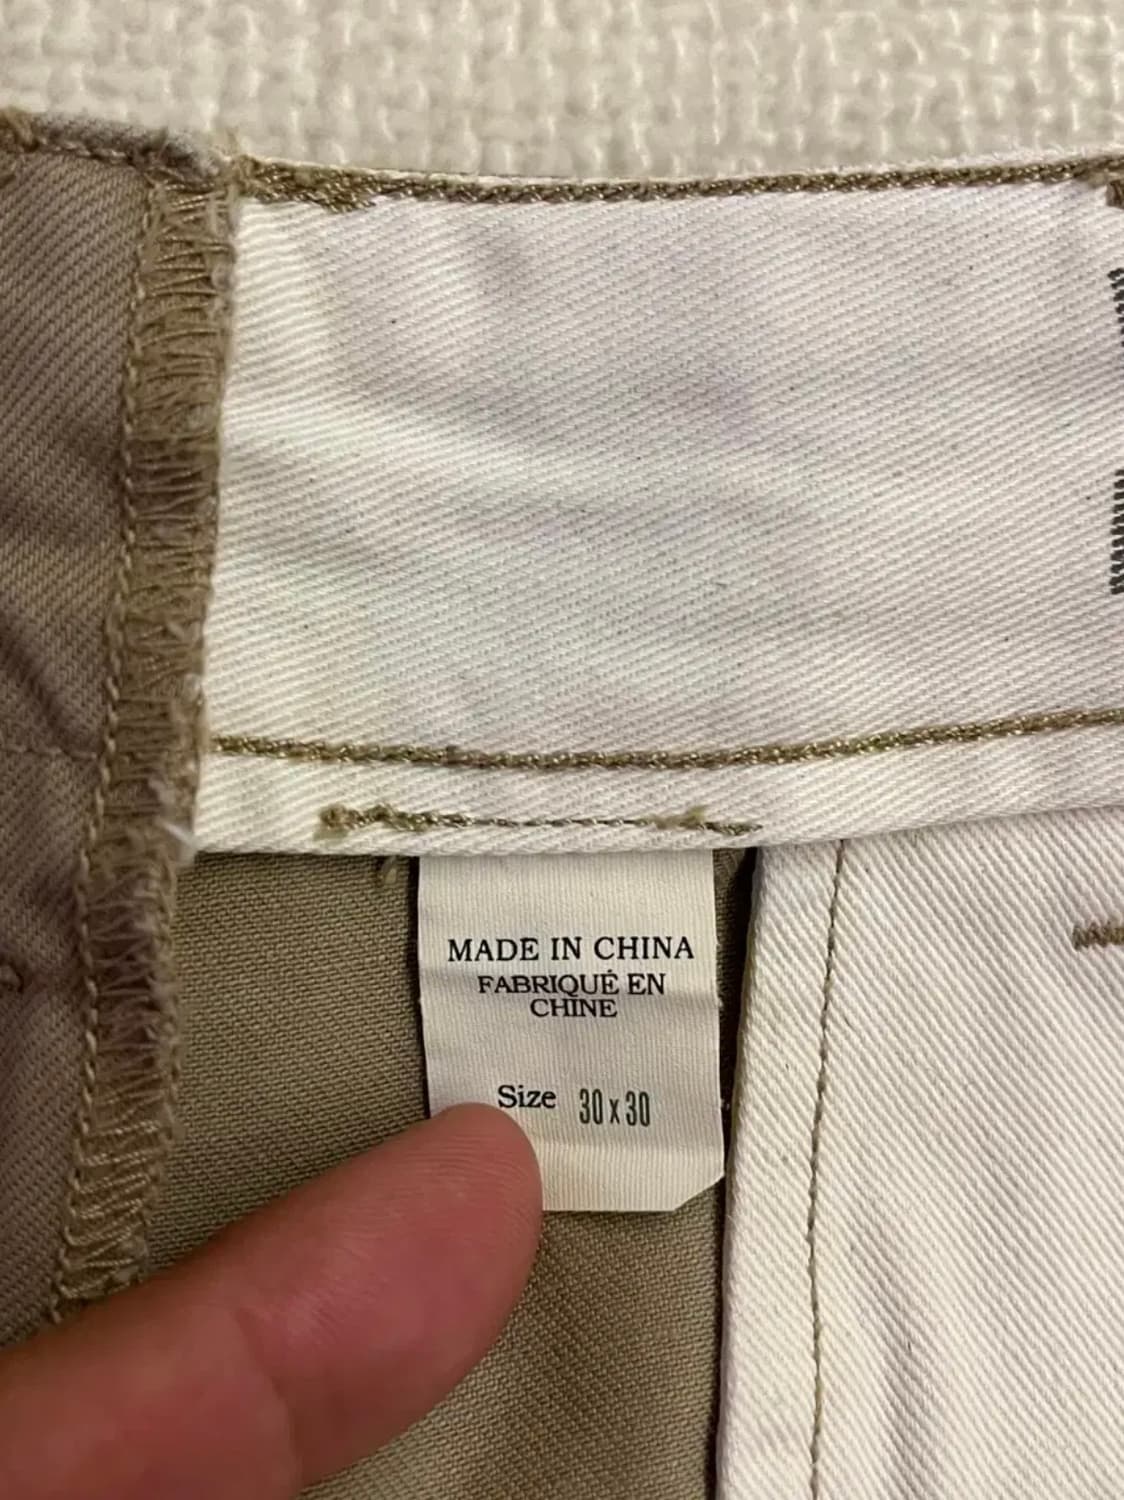 MADE IN CHINA
FABRIQUÉ EN
CHINE
Size 30 x 30